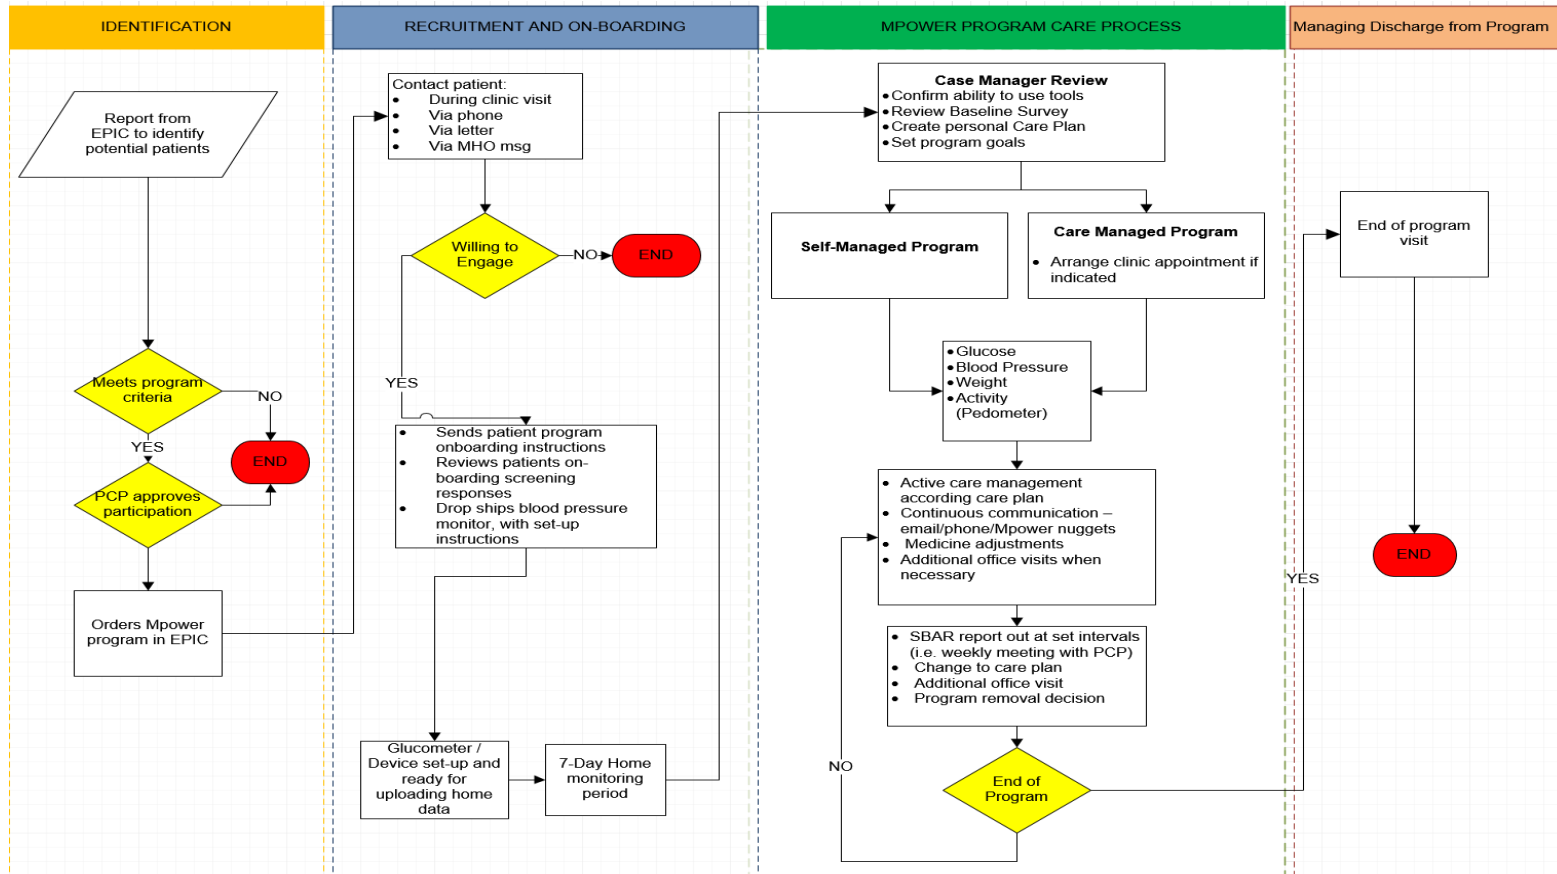 IDENTIFICATION
RECRUITMENT AND ON-BOARDING
MPOWER PROGRAM CARE PROCESS
Managing Discharge from Program
Report from
EPIC to identify
potential patients
Meets program
criteria
NO
YES
END
PCP approves
participation
Orders Mpower
program in EPIC
Contact patient:
• During clinic visit
• Via phone
• Via letter
• Via MHO msg
Willing to
Engage
NO
END
YES
• Sends patient program
onboarding instructions
• Reviews patients on-
boarding screening
responses
• Drop ships blood pressure
monitor, with set-up
instructions
Glucometer /
Device set-up and
ready for
uploading home
data
7-Day Home
monitoring
period
Case Manager Review
• Confirm ability to use tools
• Review Baseline Survey
• Create personal Care Plan
• Set program goals
Self-Managed Program
Care Managed Program
• Arrange clinic appointment if
indicated
• Glucose
• Blood Pressure
• Weight
• Activity
(Pedometer)
• Active care management
according care plan
• Continuous communication –
email/phone/Mpower nuggets
• Medicine adjustments
• Additional office visits when
necessary
• SBAR report out at set intervals
(i.e. weekly meeting with PCP)
• Change to care plan
• Additional office visit
• Program removal decision
NO
End of
Program
YES
End of program
visit
END